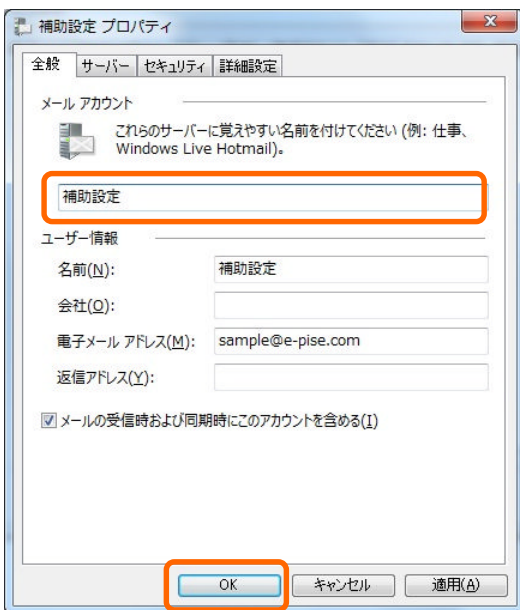 補助設定 プロパティ
全般 サーバー セキュリティ 詳細設定
メール アカウント
これらのサーバーに覚えやすい名前を付けてください (例: 仕事、
Windows Live Hotmail)。
補助設定
ユーザー情報
名前(N): 補助設定
会社(O):
電子メール アドレス(M): sample@e-pise.com
返信アドレス(Y):
メールの受信時および同期時にこのアカウントを含める(I)
OK キャンセル 適用(A)